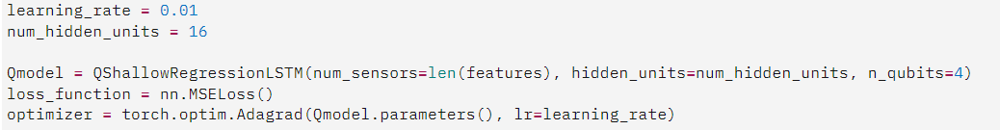 learning_rate = 0.01
num_hidden_units = 16
Qmodel = QShallowRegressionLSTM(num_sensors=len(features), hidden_units=num_hidden_units, n_qubits=4)
loss_function = nn.MSELoss()
optimizer = torch.optim.Adagrad(Qmodel.parameters(), lr=learning_rate)